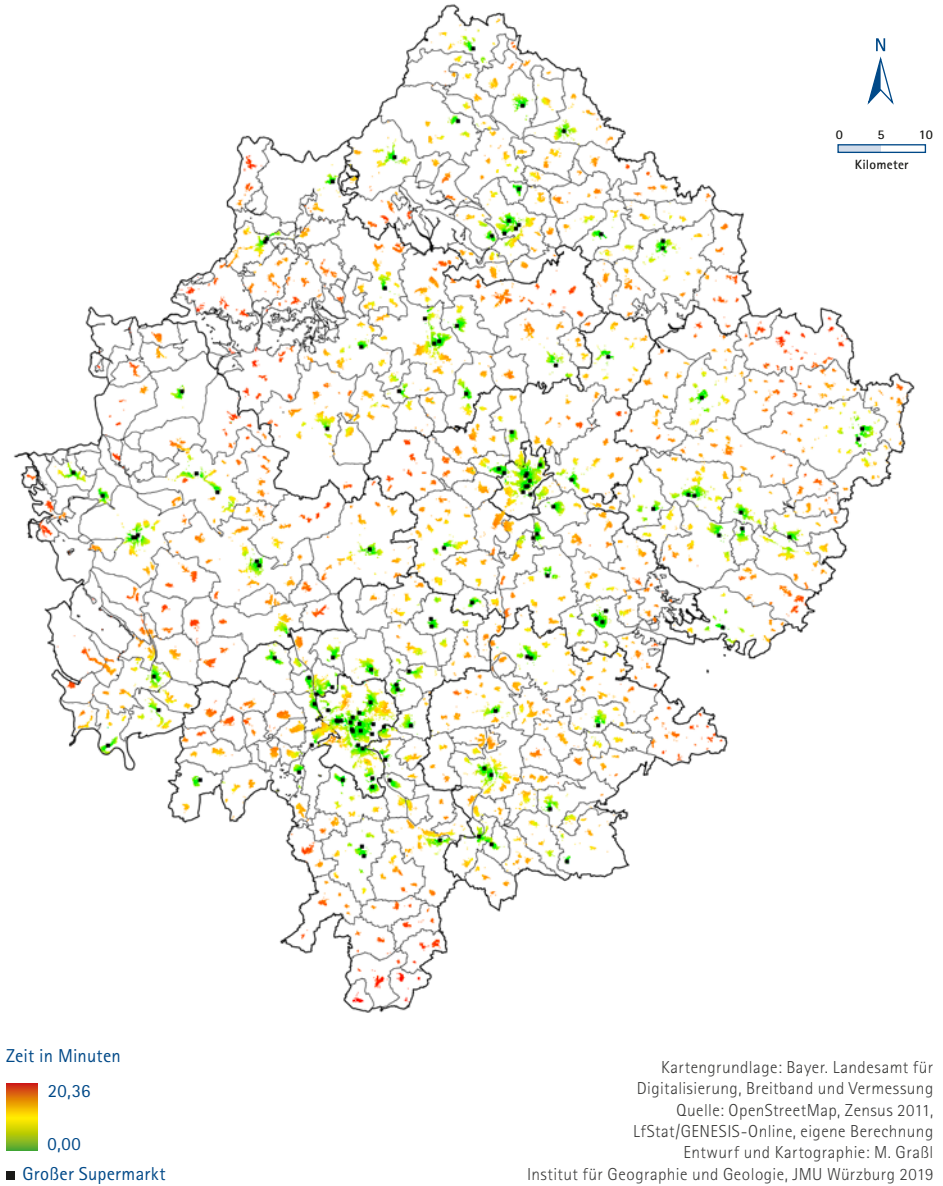 N
0 5 10
Kilometer
Zeit in Minuten
20,36
0,00
Großer Supermarkt
Kartengrundlage: Bayer. Landesamt für
Digitalisierung, Breitband und Vermessung
Quelle: OpenStreetMap, Zensus 2011,
LfStat/GENESIS-Online, eigene Berechnung
Entwurf und Kartographie: M. Graßl
Institut für Geographie und Geologie, JMU Würzburg 2019